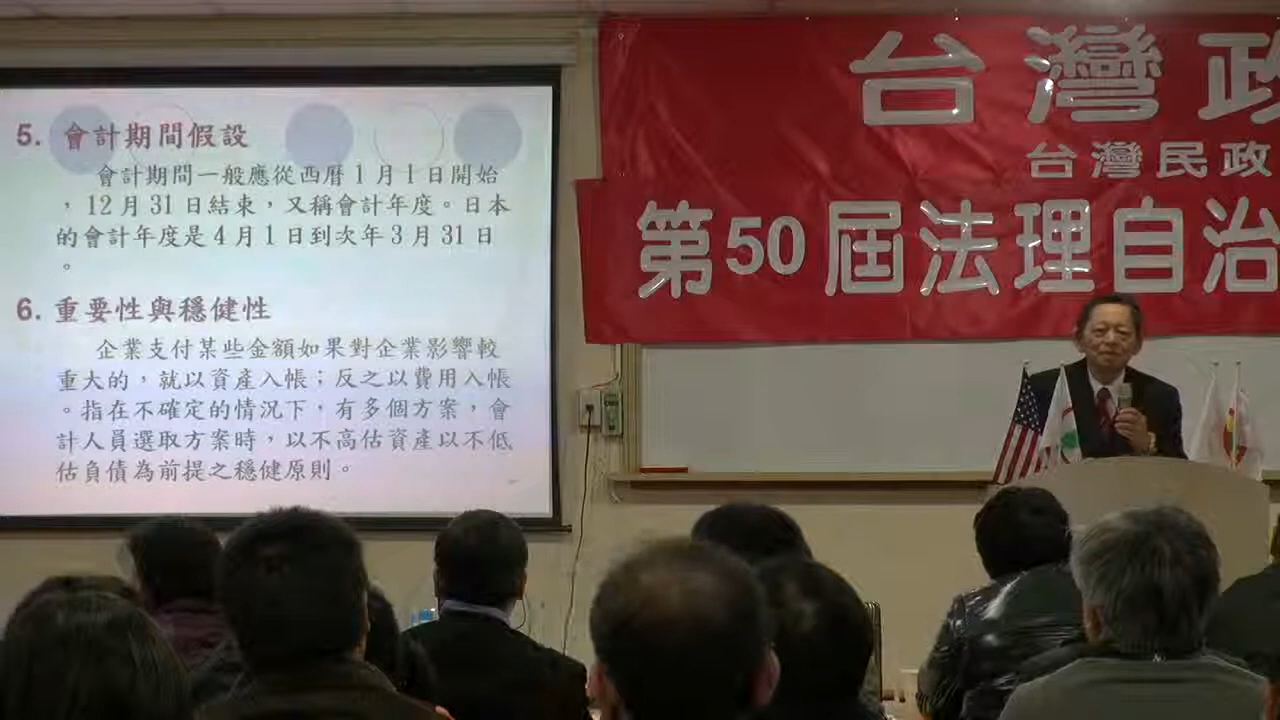 5. 會計期間假設
會計期間一般應從西曆1月1日開始
，12月31日結束，又稱會計年度。日本
的會計年度是4月1日到次年3月31日
。
6. 重要性與穩健性
企業支付某些金額如果對企業影響較
重大的，就以資產入帳；反之以費用入帳
。指在不確定的情況下，有多個方案，會
計人員選取方案時，以不高估資產以不低
估負債為前提之穩健原則。
台灣政
台灣民政
第50屆法理自治